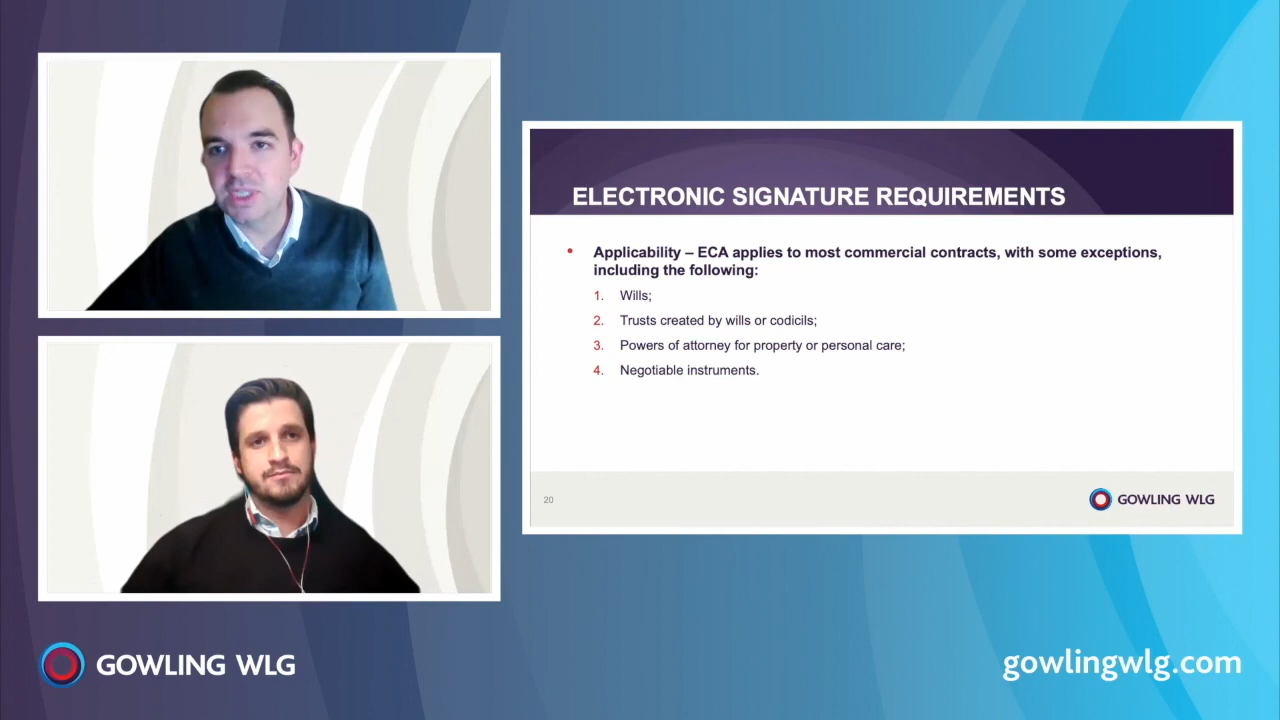 ELECTRONIC SIGNATURE REQUIREMENTS
• Applicability – ECA applies to most commercial contracts, with some exceptions,
including the following:
1. Wills;
2. Trusts created by wills or codicils;
3. Powers of attorney for property or personal care;
4. Negotiable instruments.
20
GOWLING WLG
GOWLING WLG
gowlingwlg.com